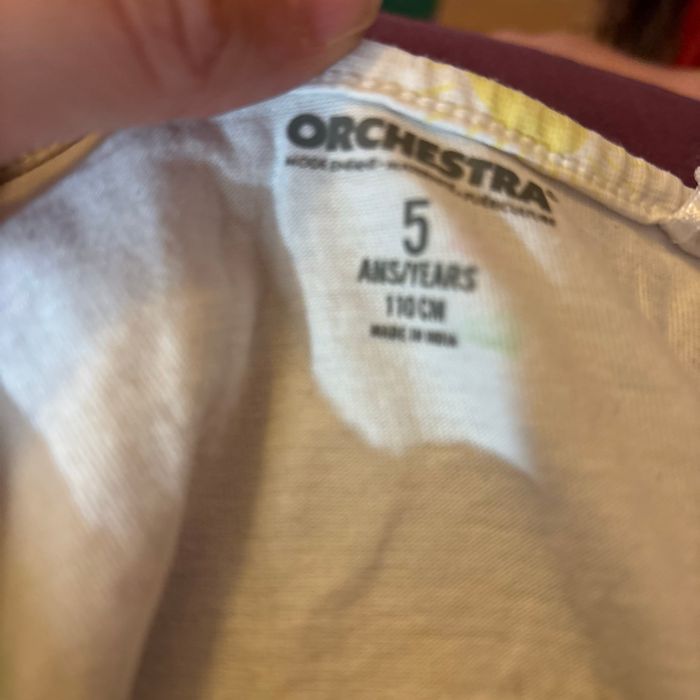 ORCHESTRA
5
ANS/YEARS
110 CM
MADE IN INDIA